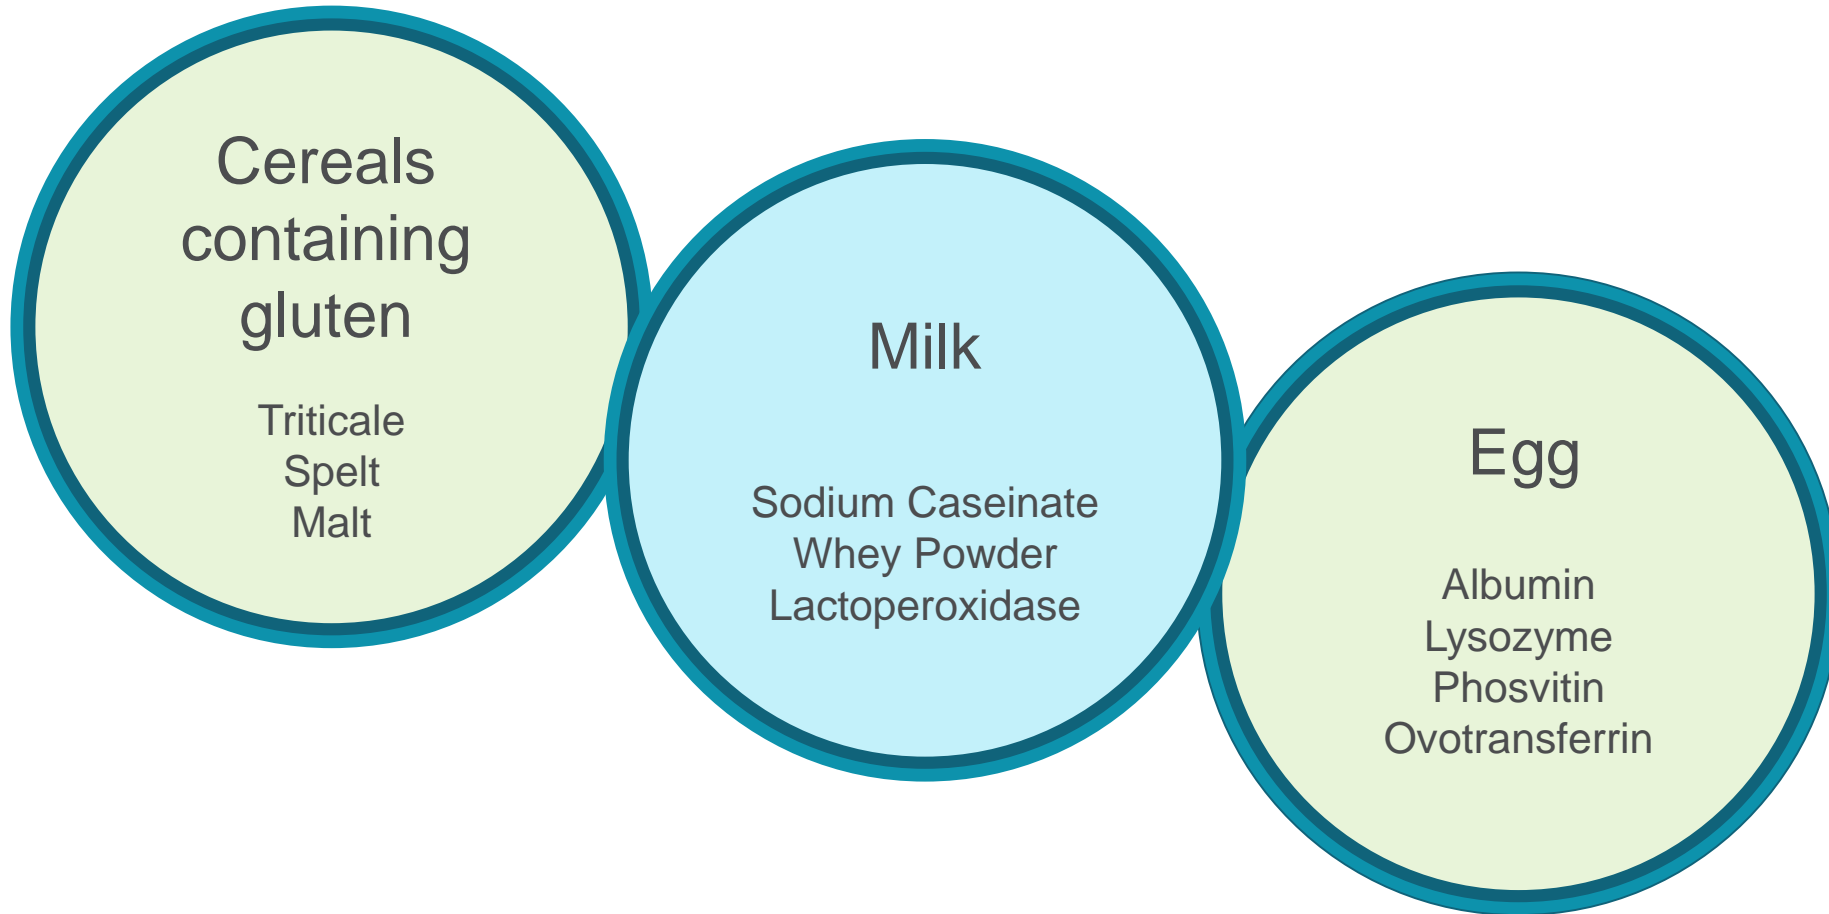 Cereals
containing
gluten
Triticale
Spelt
Malt
Milk
Sodium Caseinate
Whey Powder
Lactoperoxidase
Egg
Albumin
Lysozyme
Phosvitin
Ovotransferrin